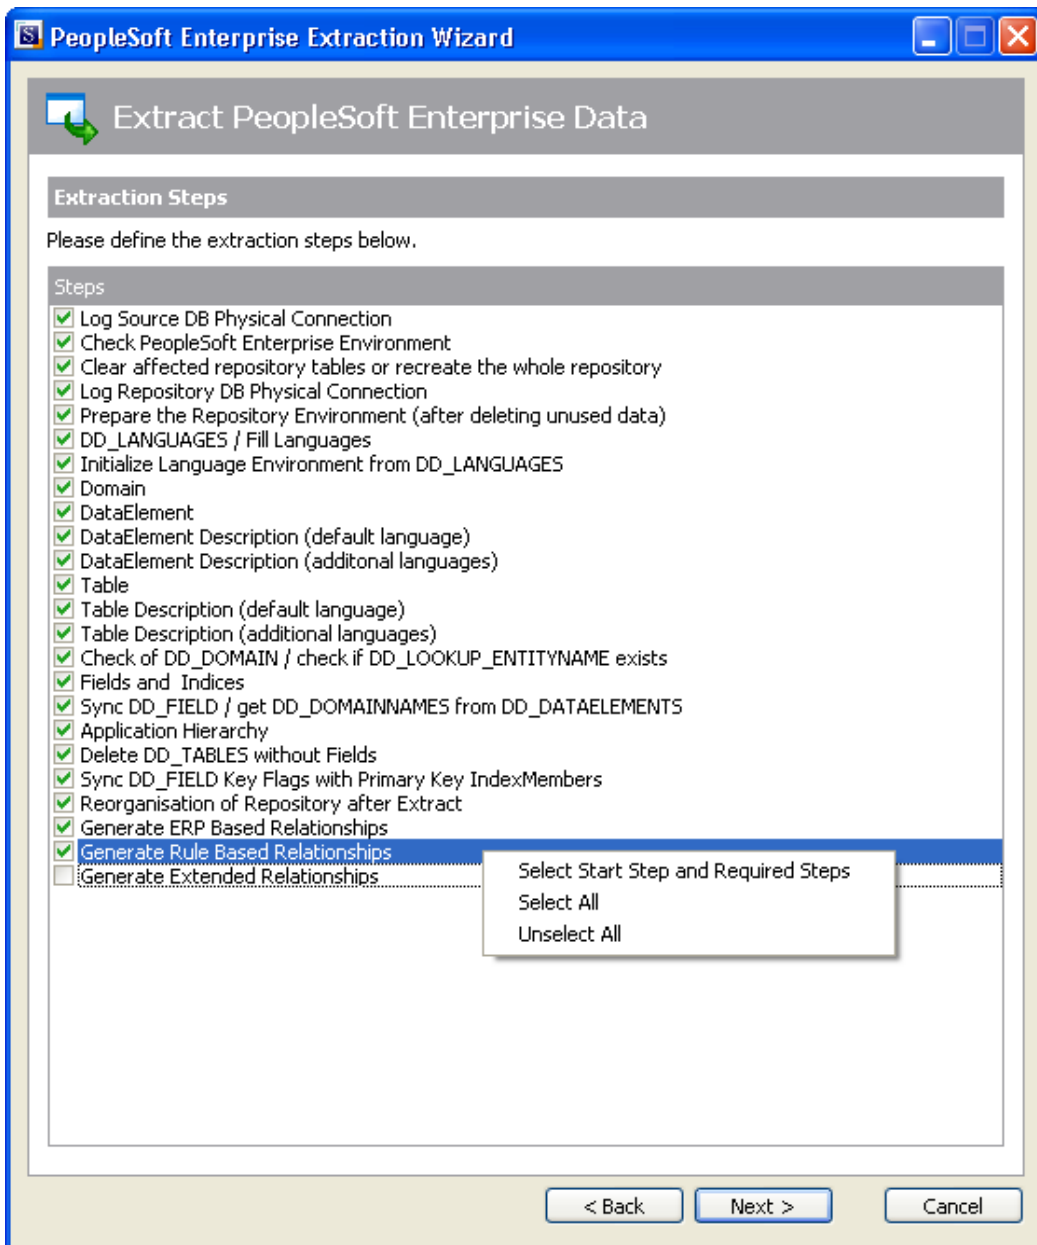 PeopleSoft Enterprise Extraction Wizard
Extract PeopleSoft Enterprise Data
Extraction Steps
Please define the extraction steps below.
Steps
Log Source DB Physical Connection
Check PeopleSoft Enterprise Environment
Clear affected repository tables or recreate the whole repository
Log Repository DB Physical Connection
Prepare the Repository Environment (after deleting unused data)
DD_LANGUAGES / Fill Languages
Initialize Language Environment from DD_LANGUAGES
Domain
DataElement
DataElement Description (default language)
DataElement Description (additonal languages)
Table
Table Description (default language)
Table Description (additional languages)
Check of DD_DOMAIN / check if DD_LOOKUP_ENTITYNAME exists
Fields and  Indices
Sync DD_FIELD / get DD_DOMAINNAMES from DD_DATAELEMENTS
Application Hierarchy
Delete DD_TABLES without Fields
Sync DD_FIELD Key Flags with Primary Key IndexMembers
Reorganisation of Repository after Extract
Generate ERP Based Relationships
Generate Rule Based Relationships
Generate Extended Relationships
Select Start Step and Required Steps
Select All
Unselect All
< Back
Next >
Cancel